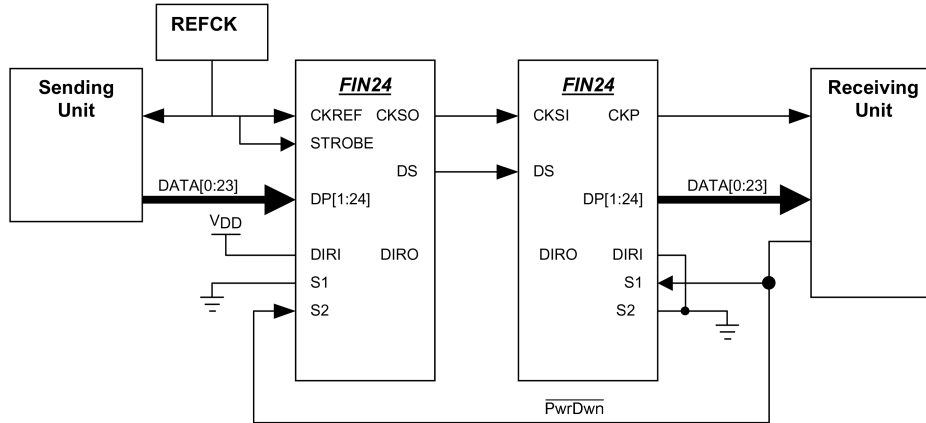 REFCK
Sending
Unit
FIN24
FIN24
Receiving
Unit
CKREF CKSO
CKSI CKP
STROBE
DS
DS
DATA[0:23]
DP[1:24]
DP[1:24]
DATA[0:23]
VDD
DIRI DIRO
DIRO DIRI
S1
S1
S2
S2
PwrDwn